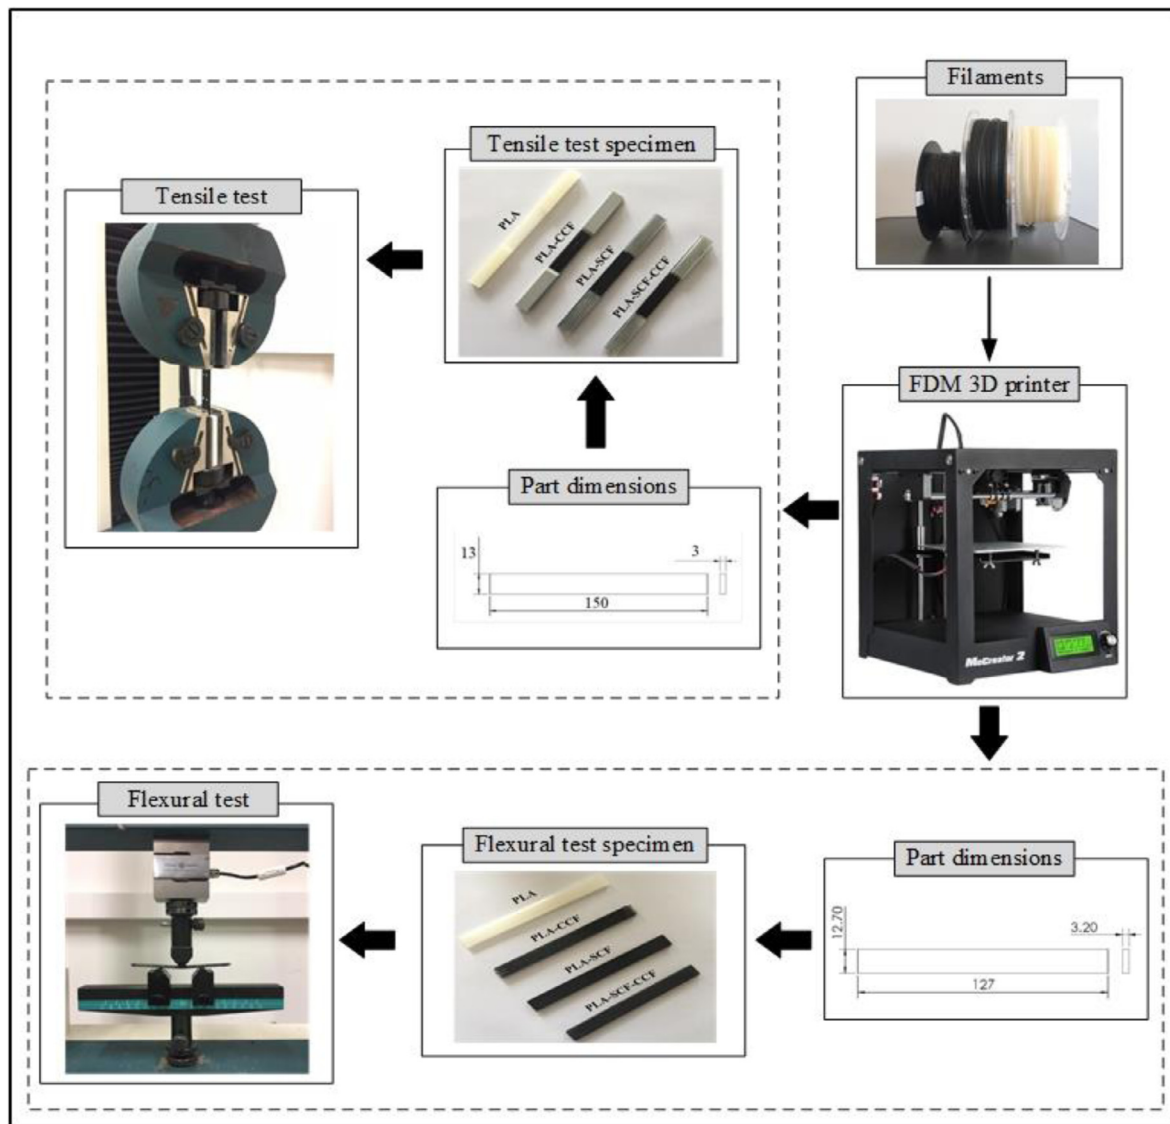 Filaments
Tensile test specimen
PLA
PLA-CCF
PLA-SCF
PLA-SCF-CCF
Tensile test
FDM 3D printer
MeCreator 2
Part dimensions
13
3
150
Flexural test
Flexural test specimen
PLA
PLA-CCF
PLA-SCF
PLA-SCF-CCF
Part dimensions
12.70
3.20
127